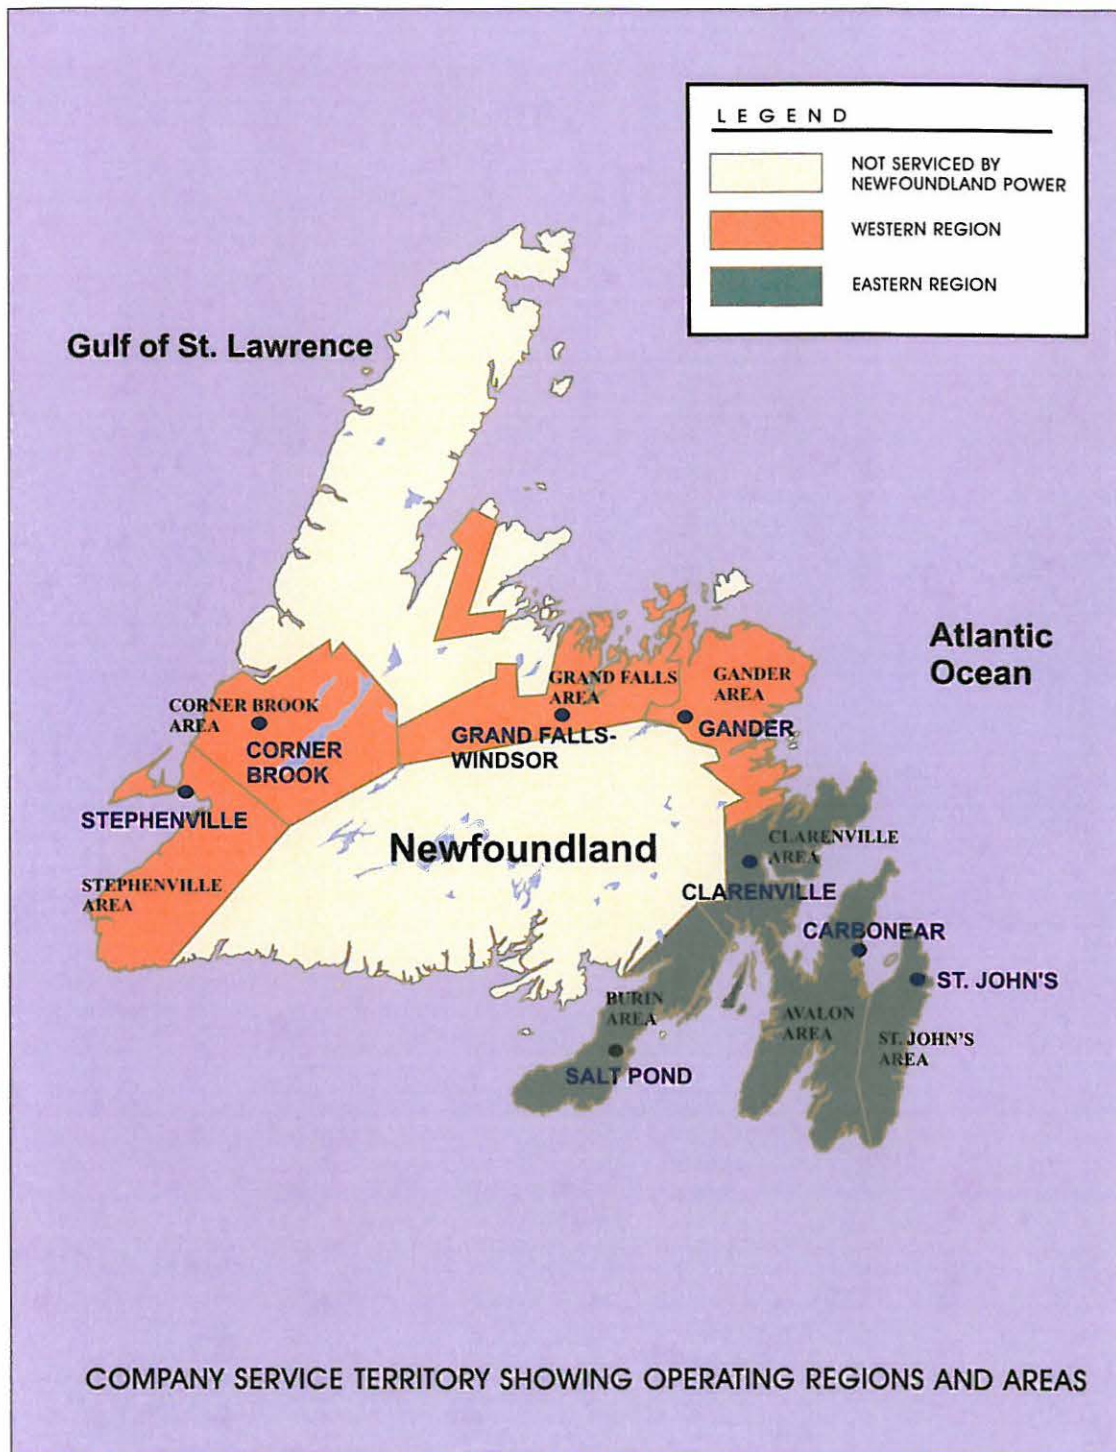 LEGEND
NOT SERVICED BY
NEWFOUNDLAND POWER
WESTERN REGION
EASTERN REGION
Gulf of St. Lawrence
Atlantic
Ocean
GRAND FALLS
AREA
GANDER
AREA
CORNER BROOK
AREA
CORNER
BROOK
GRAND FALLS-
WINDSOR
GANDER
STEPHENVILLE
Newfoundland
CLARENVILLE
AREA
STEPHENVILLE
AREA
CLARENVILLE
CARBONEAR
ST. JOHN'S
BURIN
AREA
AVALON
AREA
ST. JOHN'S
AREA
SALT POND
COMPANY SERVICE TERRITORY SHOWING OPERATING REGIONS AND AREAS